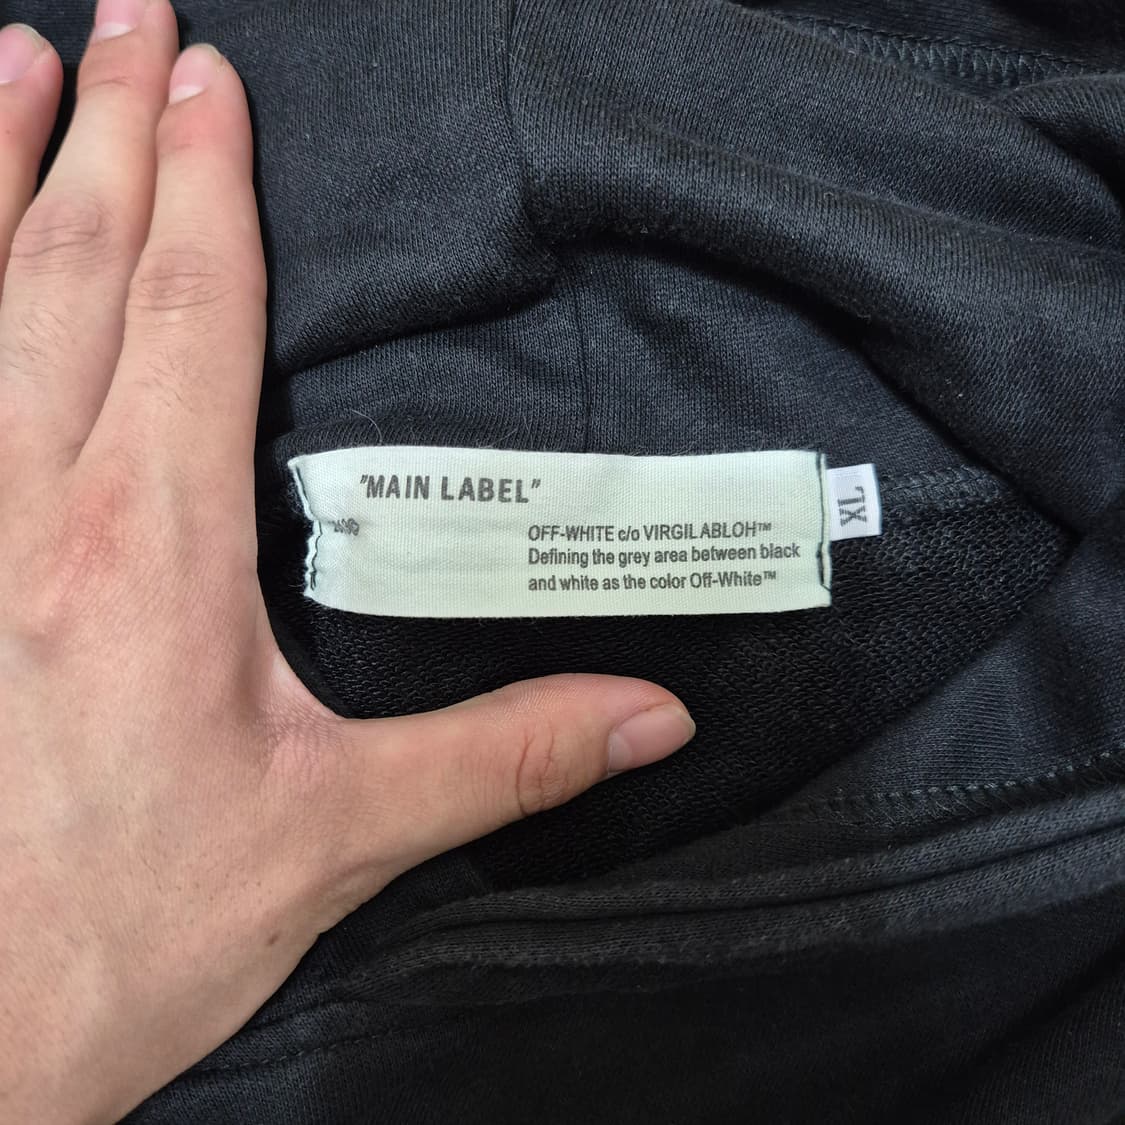 "MAIN LABEL"
OFF-WHITE c/o VIRGIL ABLOH™
Defining the grey area between black
and white as the color Off-White™
XL